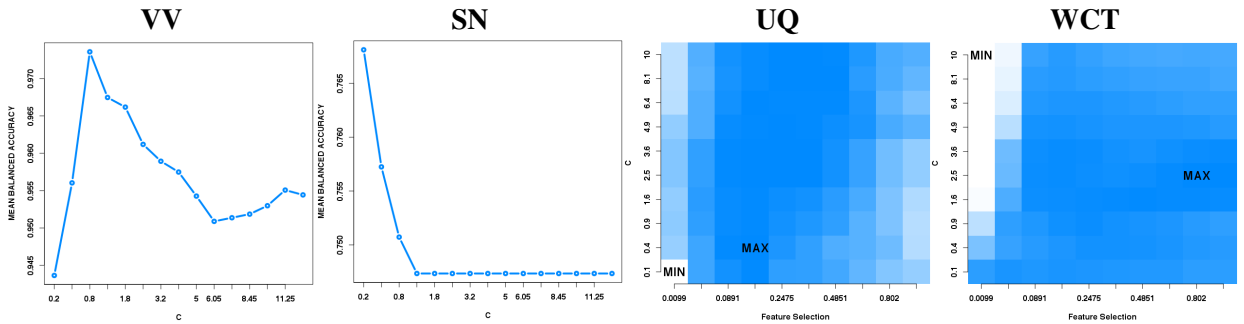 VV
SN
UQ
WCT
MEAN BALANCED ACCURACY
0.970
0.965
0.960
0.955
0.950
0.945
0.2 0.8 1.8 3.2 5 6.05 8.45 11.25
C
MEAN BALANCED ACCURACY
0.765
0.760
0.755
0.750
0.2 0.8 1.8 3.2 5 6.05 8.45 11.25
C
C
10
8.1
6.4
4.9
3.6
2.5
1.6
0.9
0.4
0.1
MAX
MIN
0.0099 0.0891 0.2475 0.4851 0.802
Feature Selection
C
10
8.1
6.4
4.9
3.6
2.5
1.6
0.9
0.4
0.1
MIN
MAX
0.0099 0.0891 0.2475 0.4851 0.802
Feature Selection